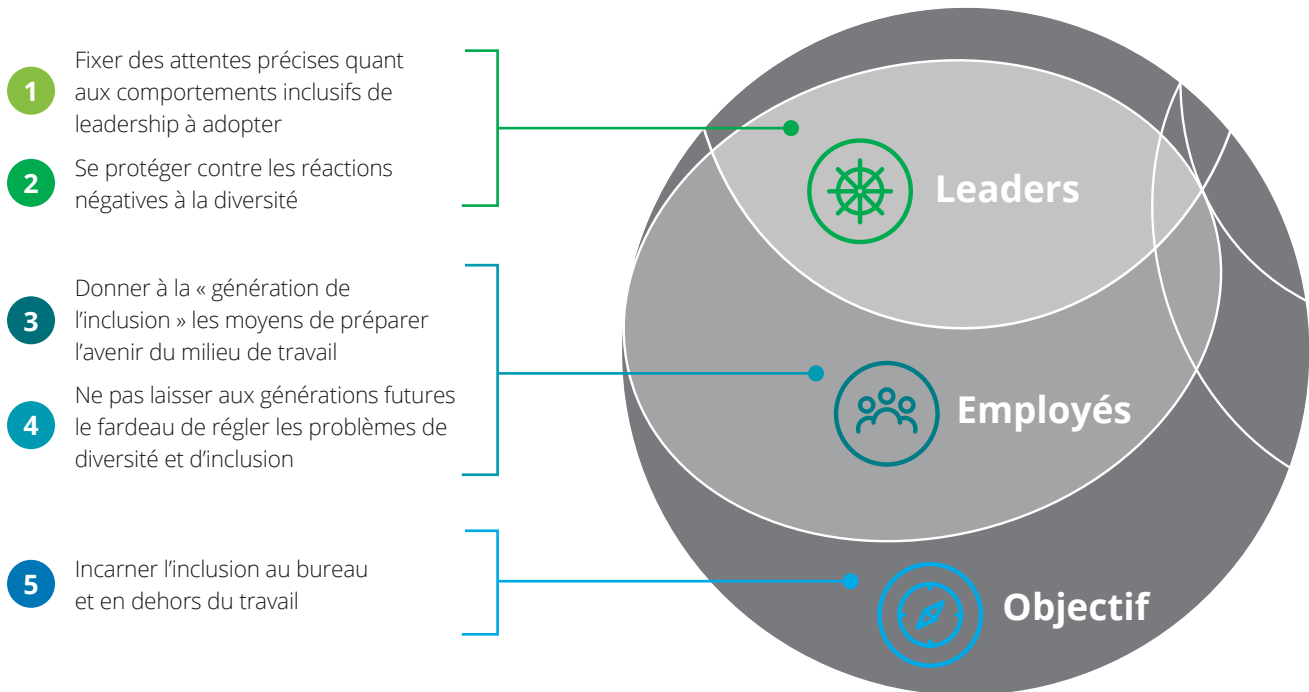 1
Fixer des attentes précises quant
aux comportements inclusifs de
leadership à adopter
2
Se protéger contre les réactions
négatives à la diversité
Leaders
3
Donner à la « génération de
l’inclusion » les moyens de préparer
l’avenir du milieu de travail
4
Ne pas laisser aux générations futures
le fardeau de régler les problèmes de
diversité et d’inclusion
Employés
5
Incarner l’inclusion au bureau
et en dehors du travail
Objectif